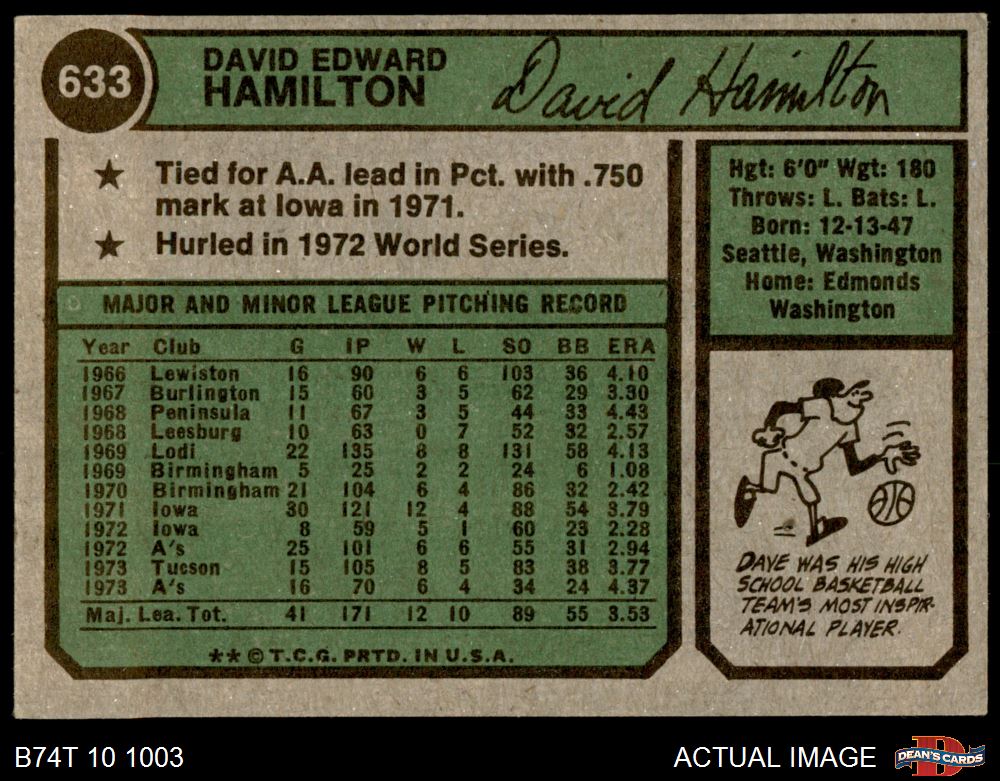 633
DAVID EDWARD
HAMILTON
David Hamilton
★ Tied for A.A. lead in Pct. with .750
mark at Iowa in 1971.
★ Hurled in 1972 World Series.
Hgt: 6'0" Wgt: 180
Throws: L. Bats: L.
Born: 12-13-47
Seattle, Washington
Home: Edmonds
Washington
MAJOR AND MINOR LEAGUE PITCHING RECORD
Year Club G IP W L SO BB ERA
1966 Lewiston 16 90 6 6 103 36 4.10
1967 Burlington 15 60 3 5 62 29 3.30
1968 Peninsula 11 67 3 5 44 33 4.43
1968 Leesburg 10 63 0 7 52 32 2.57
1969 Lodi 22 135 8 8 131 58 4.13
1969 Birmingham 5 25 2 2 24 6 1.08
1970 Birmingham 21 104 6 4 86 32 2.42
1971 Iowa 30 121 12 4 88 54 3.79
1972 Iowa 8 59 5 1 60 23 2.28
1972 A's 25 101 6 6 55 31 2.94
1973 Tucson 15 105 8 5 83 38 3.77
1973 A's 16 70 6 4 34 24 4.37
Maj. Lea. Tot. 41 171 12 10 89 55 3.53
** © T.C.G. PRTD. IN U.S.A.
DAVE WAS HIS HIGH
SCHOOL BASKETBALL
TEAM'S MOST INSPIR-
ATIONAL PLAYER.
B74T 10 1003
ACTUAL IMAGE
D
DEAN'S CARDS